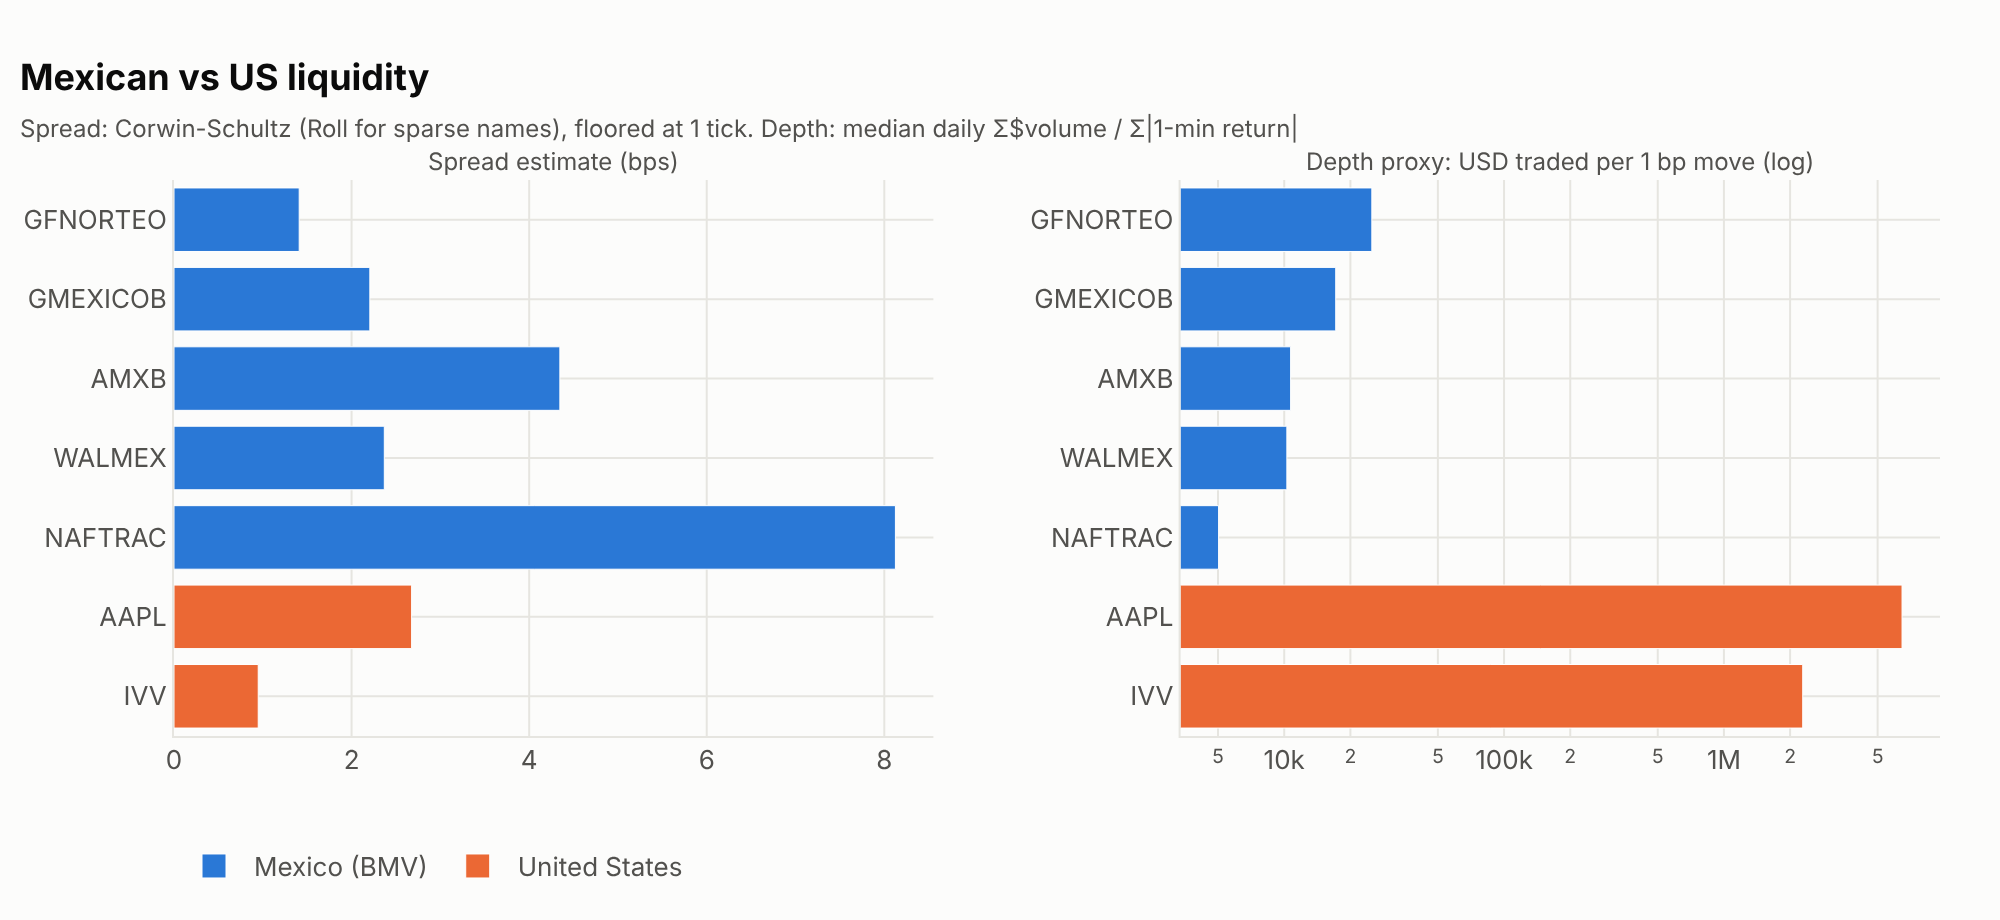 Mexican vs US liquidity
Spread: Corwin-Schultz (Roll for sparse names), floored at 1 tick. Depth: median daily Σ$volume / Σ|1-min return|
Spread estimate (bps)
GFNORTEO
GMEXICOB
AMXB
WALMEX
NAFTRAC
AAPL
IVV
0 2 4 6 8
Depth proxy: USD traded per 1 bp move (log)
GFNORTEO
GMEXICOB
AMXB
WALMEX
NAFTRAC
AAPL
IVV
5 10k 2 5 100k 2 5 1M 2 5
Mexico (BMV) United States